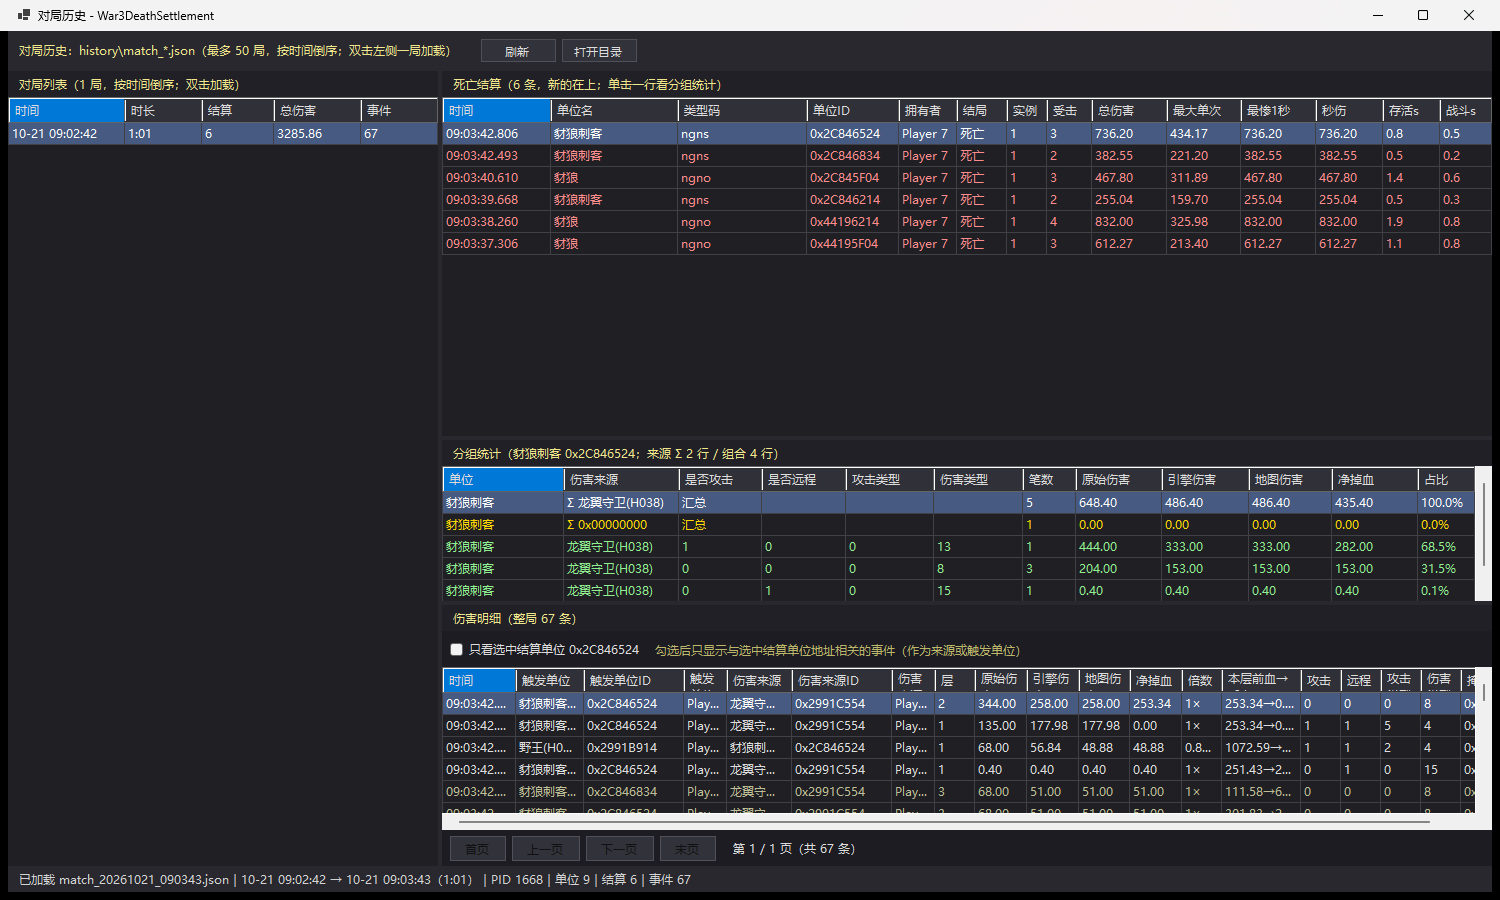 对局历史 - War3DeathSettlement
对局历史：history\match_*.json（最多 50 局，按时间倒序；双击左侧一局加载） 刷新 打开目录
对局列表（1 局，按时间倒序；双击加载）
时间 时长 结算 总伤害 事件
10-21 09:02:42 1:01 6 3285.86 67
死亡结算（6 条，新的在上；单击一行看分组统计）
时间 单位名 类型码 单位ID 拥有者 结局 实例 受击 总伤害 最大单次 最惨1秒 秒伤 存活s 战斗s
09:03:42.806 豺狼刺客 ngns 0x2C846524 Player 7 死亡 1 3 736.20 434.17 736.20 736.20 0.8 0.5
09:03:42.493 豺狼刺客 ngns 0x2C846834 Player 7 死亡 1 2 382.55 221.20 382.55 382.55 0.5 0.2
09:03:40.610 豺狼 ngno 0x2C845F04 Player 7 死亡 1 3 467.80 311.89 467.80 467.80 1.4 0.6
09:03:39.668 豺狼刺客 ngns 0x2C846214 Player 7 死亡 1 2 255.04 159.70 255.04 255.04 0.5 0.3
09:03:38.260 豺狼 ngno 0x44196214 Player 7 死亡 1 4 832.00 325.98 832.00 832.00 1.9 0.8
09:03:37.306 豺狼 ngno 0x44195F04 Player 7 死亡 1 3 612.27 213.40 612.27 612.27 1.1 0.8
分组统计（豺狼刺客 0x2C846524；来源 Σ 2 行 / 组合 4 行）
单位 伤害来源 是否攻击 是否远程 攻击类型 伤害类型 笔数 原始伤害 引擎伤害 地图伤害 净掉血 占比
豺狼刺客 Σ 龙翼守卫(H038) 汇总 5 648.40 486.40 486.40 435.40 100.0%
豺狼刺客 Σ 0x00000000 汇总 1 0.00 0.00 0.00 0.00 0.0%
豺狼刺客 龙翼守卫(H038) 1 0 0 13 1 444.00 333.00 333.00 282.00 68.5%
豺狼刺客 龙翼守卫(H038) 0 0 0 8 3 204.00 153.00 153.00 153.00 31.5%
豺狼刺客 龙翼守卫(H038) 0 1 0 15 1 0.40 0.40 0.40 0.40 0.1%
伤害明细（整局 67 条）
只看选中结算单位 0x2C846524 勾选后只显示与选中结算单位地址相关的事件（作为来源或触发单位）
时间 触发单位 触发单位ID 触发 伤害来源 伤害来源ID 伤害 层 原始伤 引擎伤 地图伤 净掉血 倍数 本层前血→ 攻击 远程 攻击 伤害
09:03:42.... 豺狼刺客... 0x2C846524 Play... 龙翼守... 0x2991C554 Play... 2 344.00 258.00 258.00 253.34 1× 253.34→0.... 0 0 0 8 0x
09:03:42.... 豺狼刺客... 0x2C846524 Play... 龙翼守... 0x2991C554 Play... 1 135.00 177.98 177.98 0.00 1× 253.34→0.... 1 1 5 4 0x
09:03:42.... 野王(H0... 0x2991B914 Play... 豺狼刺... 0x2C846524 Play... 1 68.00 56.84 48.88 48.88 0.8... 1072.59→... 1 1 2 4 0x
09:03:42.... 豺狼刺客... 0x2C846524 Play... 龙翼守... 0x2991C554 Play... 1 0.40 0.40 0.40 0.40 1× 251.43→2... 0 1 0 15 0x
09:03:42.... 豺狼刺客... 0x2C846834 Play... 龙翼守... 0x2991C554 Play... 3 68.00 51.00 51.00 51.00 1× 111.58→6... 0 0 0 8 0x
首页 上一页 下一页 末页 第 1 / 1 页（共 67 条）
已加载 match_20261021_090343.json | 10-21 09:02:42 → 10-21 09:03:43（1:01） | PID 1668 | 单位 9 | 结算 6 | 事件 67